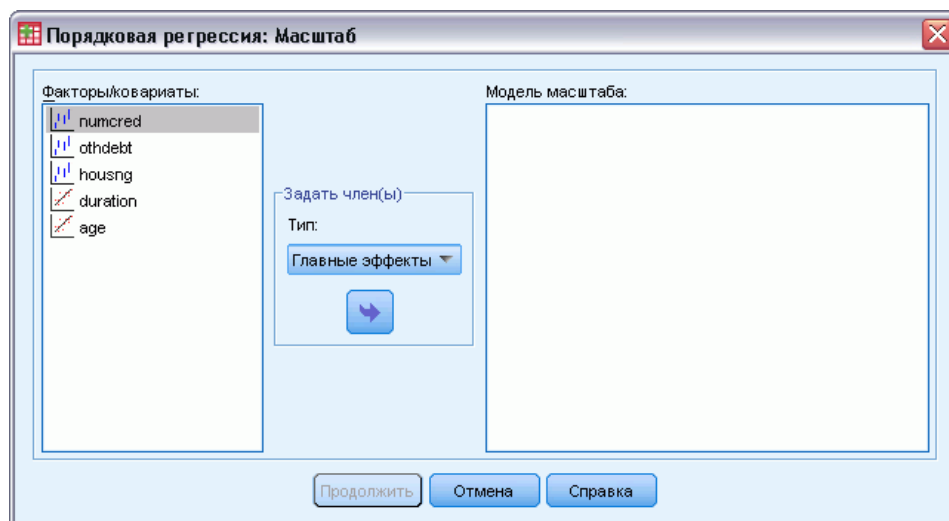 Порядковая регрессия: Масштаб
Факторы/ковариаты:
numcred
othdebt
housng
duration
age
Задать член(ы)
Тип:
Главные эффекты
Модель масштаба:
Продолжить
Отмена
Справка